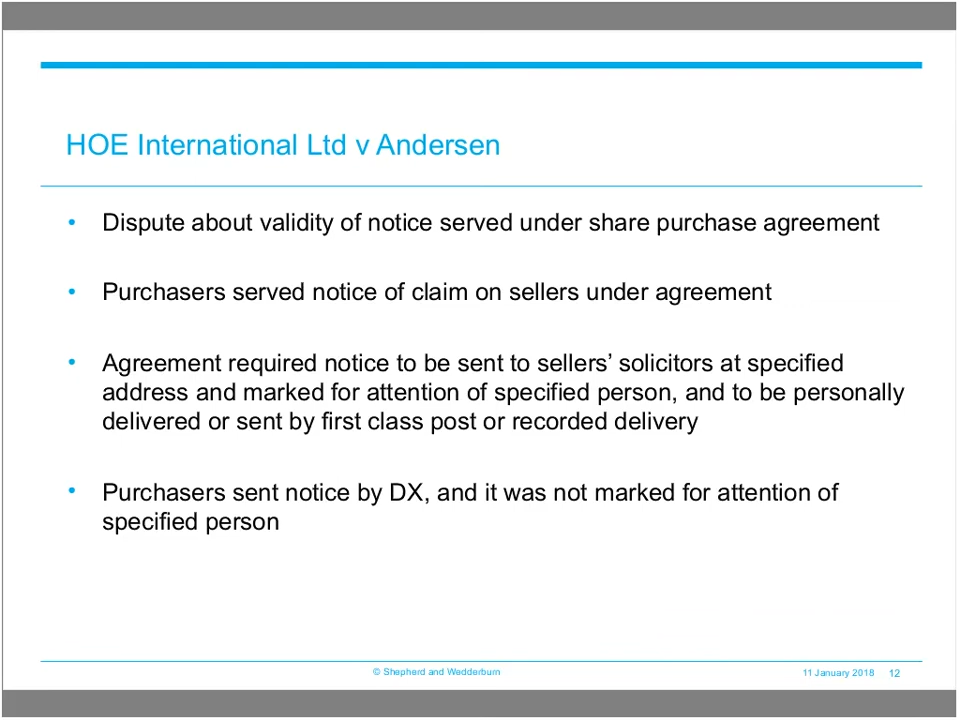 HOE International Ltd v Andersen
• Dispute about validity of notice served under share purchase agreement
• Purchasers served notice of claim on sellers under agreement
• Agreement required notice to be sent to sellers’ solicitors at specified
address and marked for attention of specified person, and to be personally
delivered or sent by first class post or recorded delivery
• Purchasers sent notice by DX, and it was not marked for attention of
specified person
© Shepherd and Wedderburn 11 January 2018 12